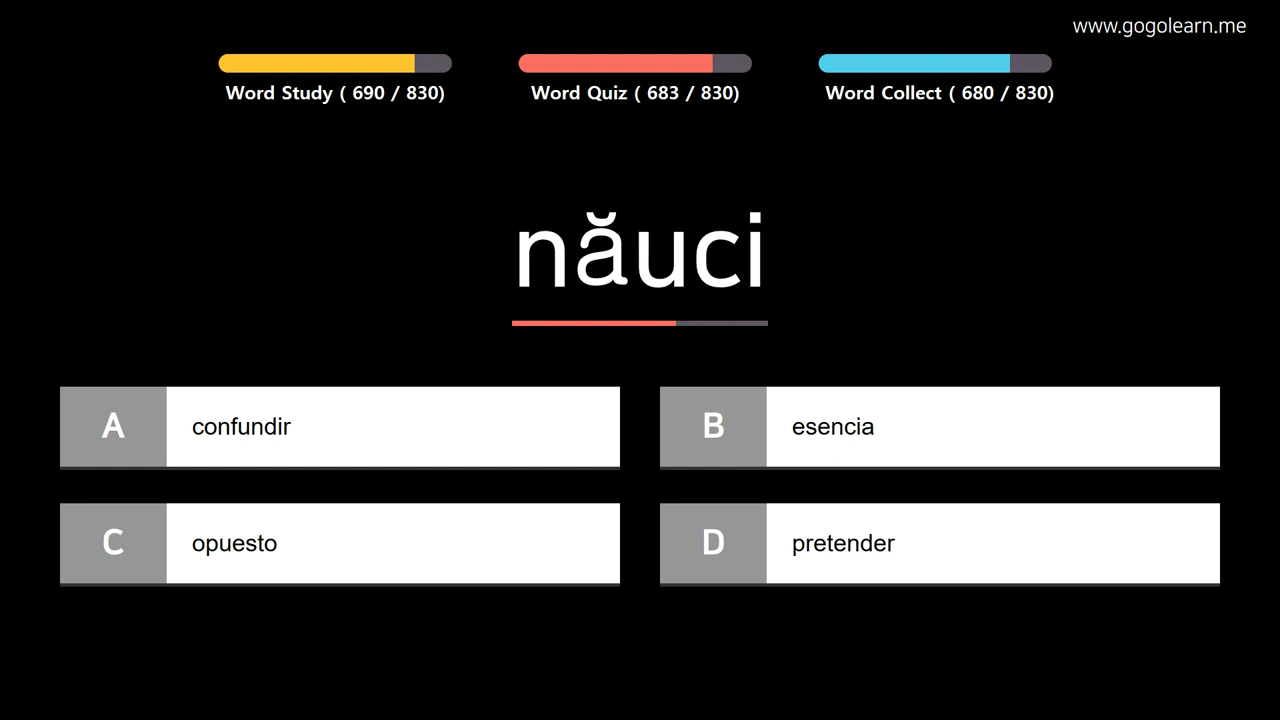 www.gogolearn.me
Word Study ( 690 / 830)
Word Quiz ( 683 / 830)
Word Collect ( 680 / 830)
năuci
A confundir
B esencia
C opuesto
D pretender